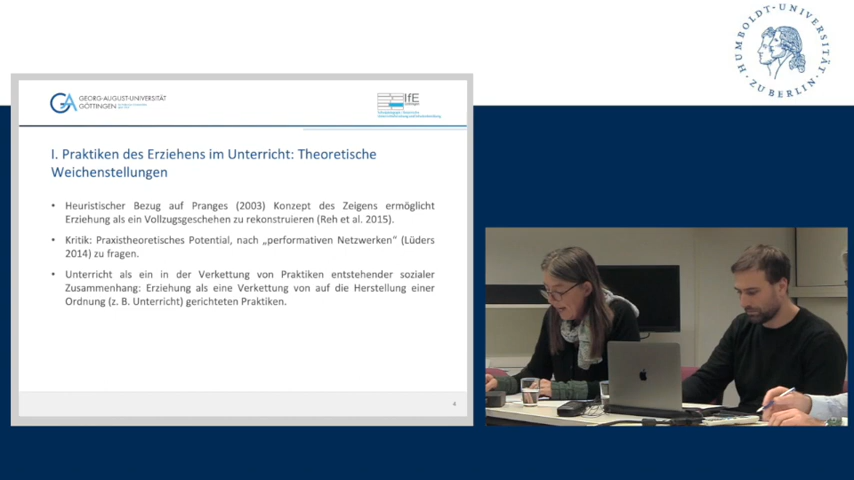 HUMBOLDT-UNIVERSITÄT
ZU BERLIN
GEORG-AUGUST-UNIVERSITÄT
GÖTTINGEN
IfE
I. Praktiken des Erziehens im Unterricht: Theoretische
Weichenstellungen
• Heuristischer Bezug auf Pranges (2003) Konzept des Zeigens ermöglicht
Erziehung als ein Vollzugsgeschehen zu rekonstruieren (Reh et al. 2015).
• Kritik: Praxistheoretisches Potential, nach „performativen Netzwerken“ (Lüders
2014) zu fragen.
• Unterricht als ein in der Verkettung von Praktiken entstehender sozialer
Zusammenhang: Erziehung als eine Verkettung von auf die Herstellung einer
Ordnung (z. B. Unterricht) gerichteten Praktiken.